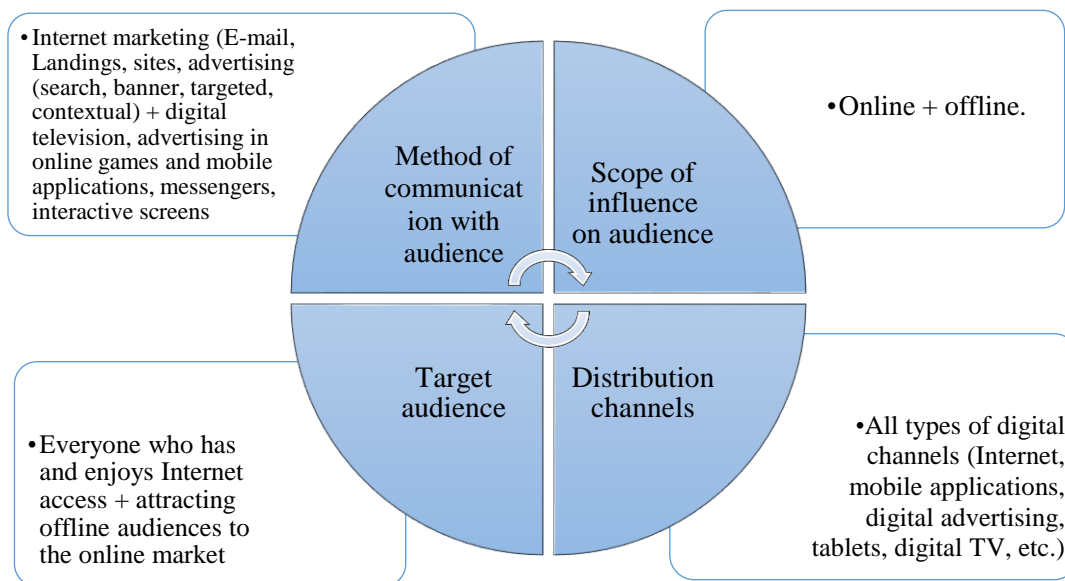 •Internet marketing (E-mail,
Landings, sites, advertising
(search, banner, targeted,
contextual) + digital
television, advertising in
online games and mobile
applications, messengers,
interactive screens
Method of
communicat
ion with
audience
Scope of
influence
on audience
•Online + offline.
Target
audience
Distribution
channels
•Everyone who has
and enjoys Internet
access + attracting
offline audiences to
the online market
•All types of digital
channels (Internet,
mobile applications,
digital advertising,
tablets, digital TV, etc.)